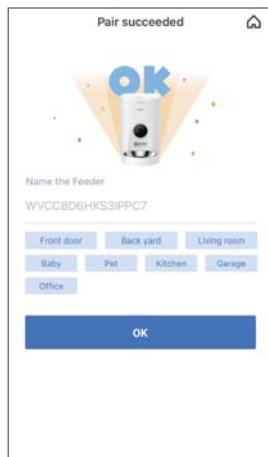 Pair succeeded
OK
Name the Feeder
WVCC8D6HKS3IPPC7
Front door Back yard Living room
Baby Pet Kitchen Garage
Office
OK